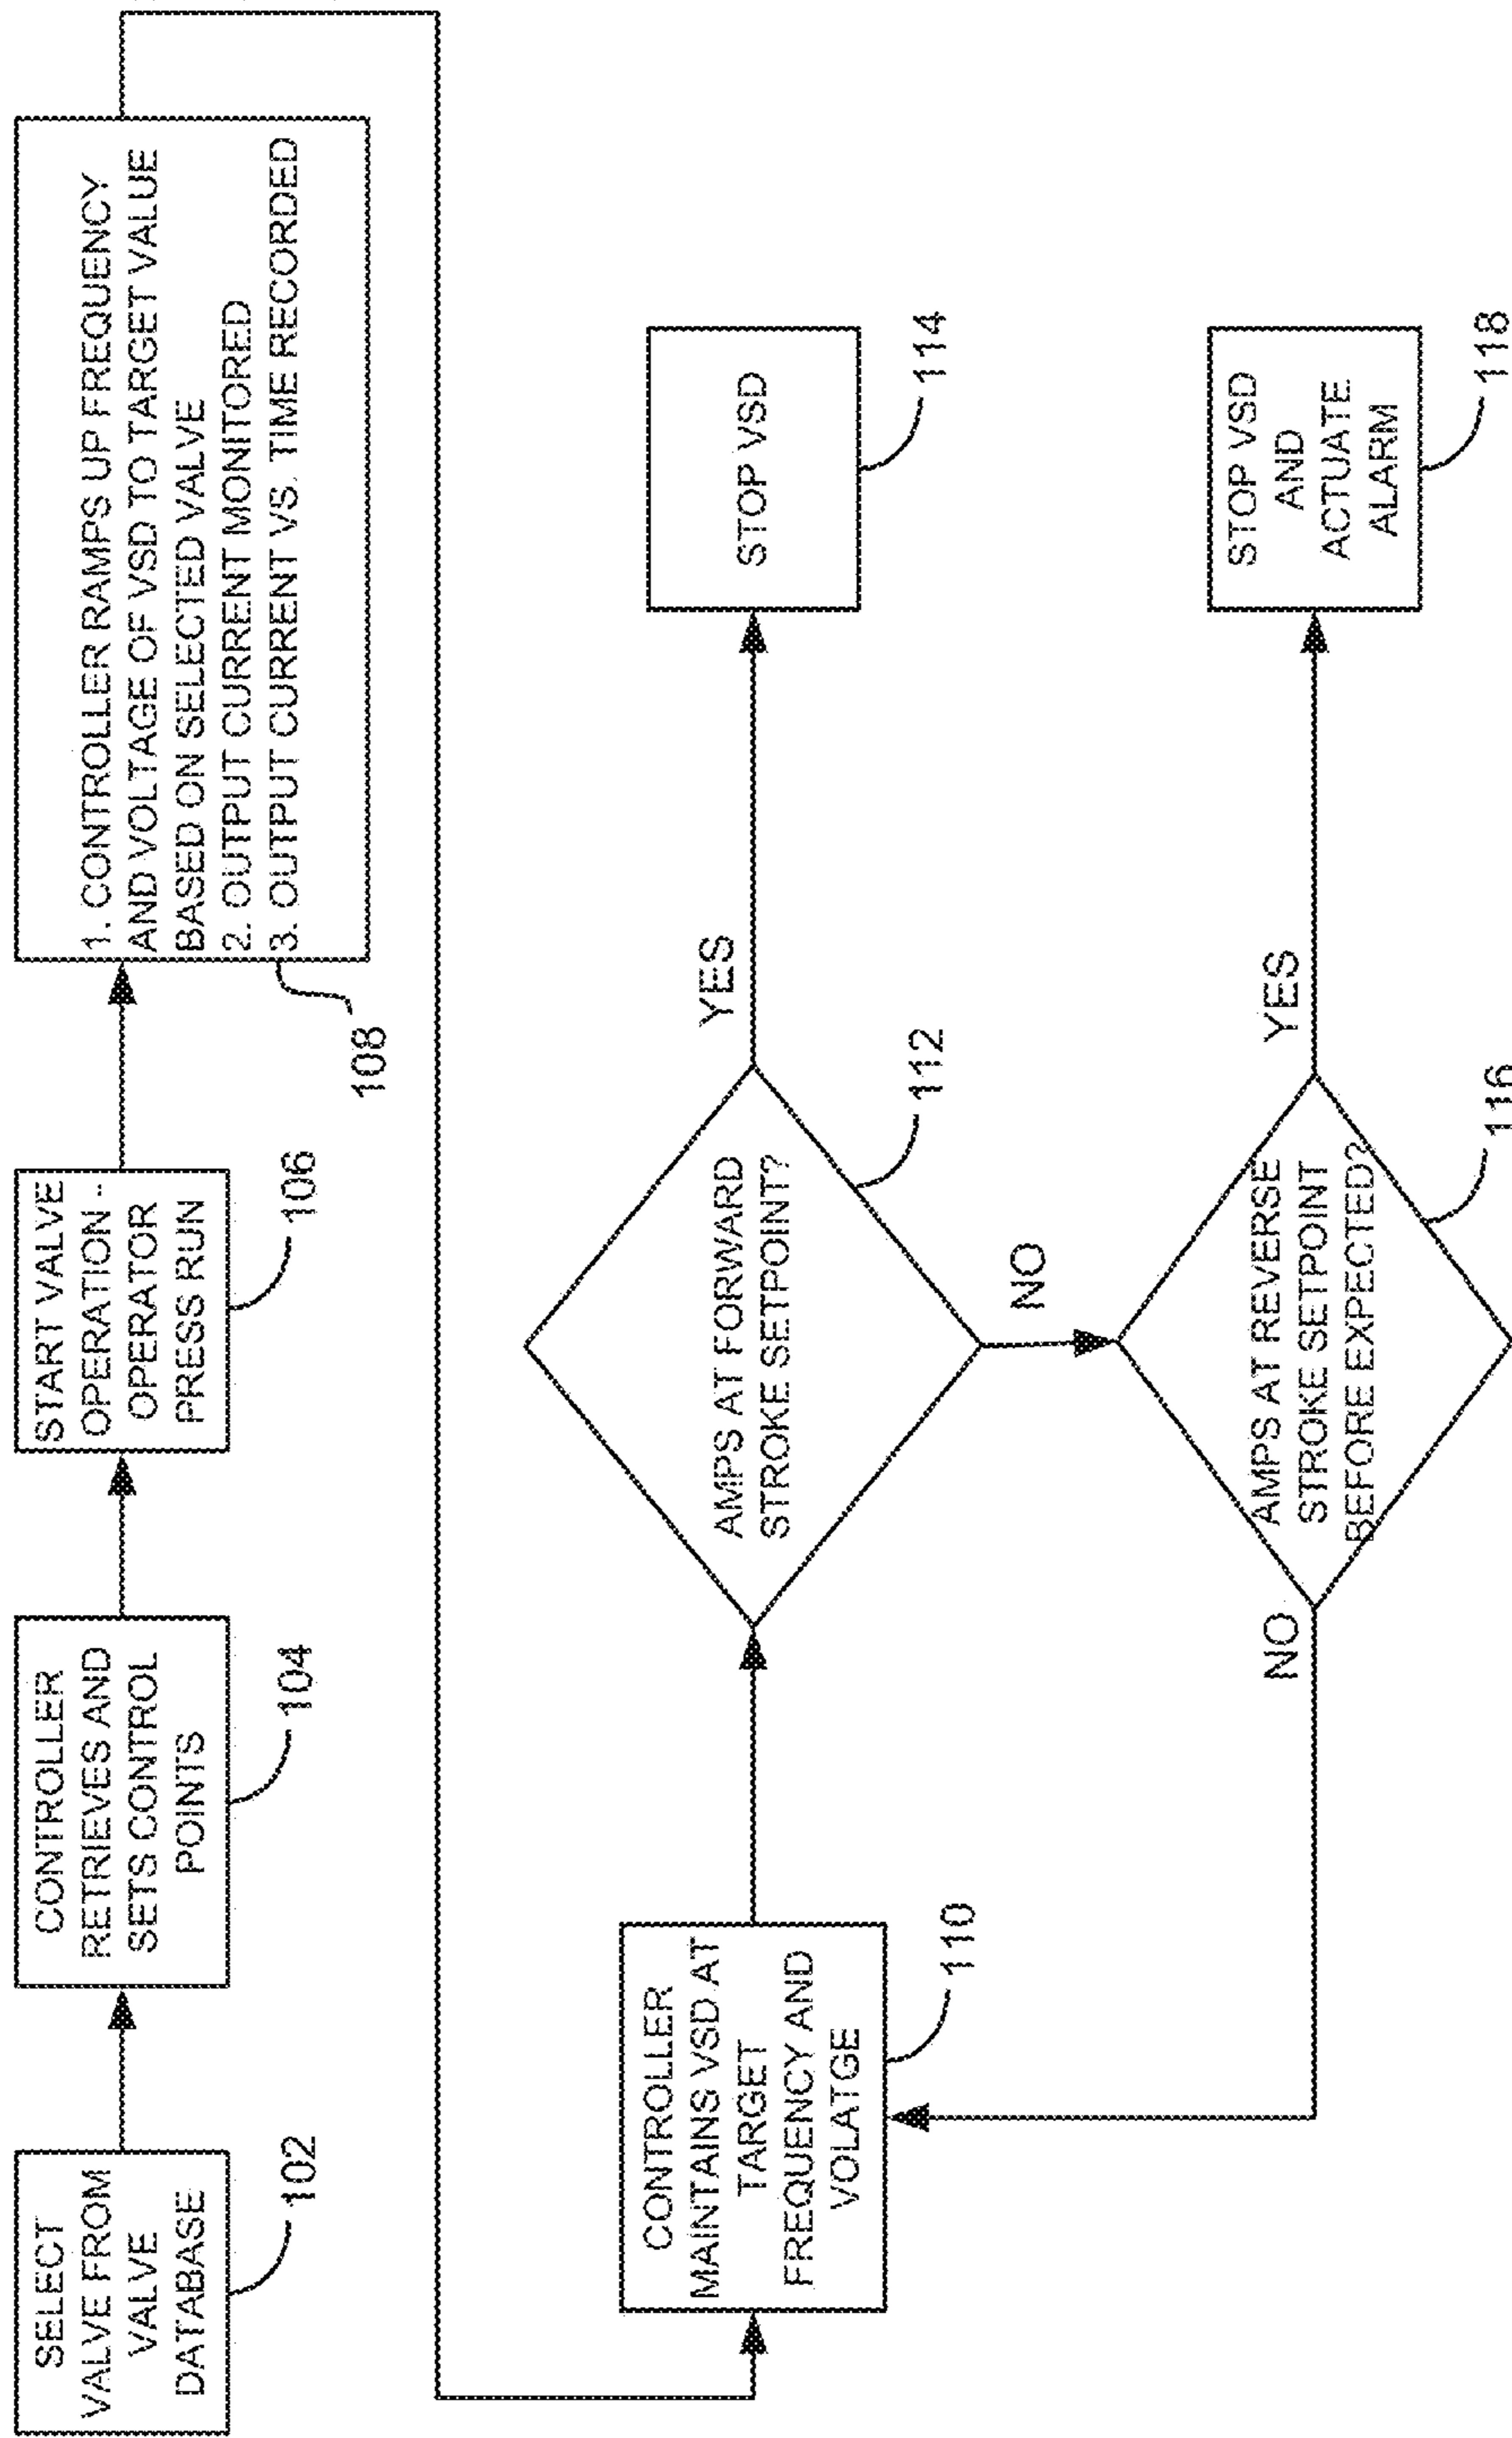 SELECT
VALVE FROM
VALVE
DATABASE
102
CONTROLLER
RETRIEVES AND
SETS CONTROL
POINTS
104
START VALVE
OPERATION -
OPERATOR
PRESS RUN
106
1. CONTROLLER RAMPS UP FREQUENCY
AND VOLTAGE OF VSD TO TARGET VALUE
BASED ON SELECTED VALVE
2. OUTPUT CURRENT MONITORED
3. OUTPUT CURRENT VS. TIME RECORDED
108
CONTROLLER
MAINTAINS VSD AT
TARGET
FREQUENCY AND
VOLATGE
110
AMPS AT FORWARD
STROKE SETPOINT?
112
YES
STOP VSD
114
NO
AMPS AT REVERSE
STROKE SETPOINT
BEFORE EXPECTED?
116
NO
YES
STOP VSD
AND
ACTUATE
ALARM
118